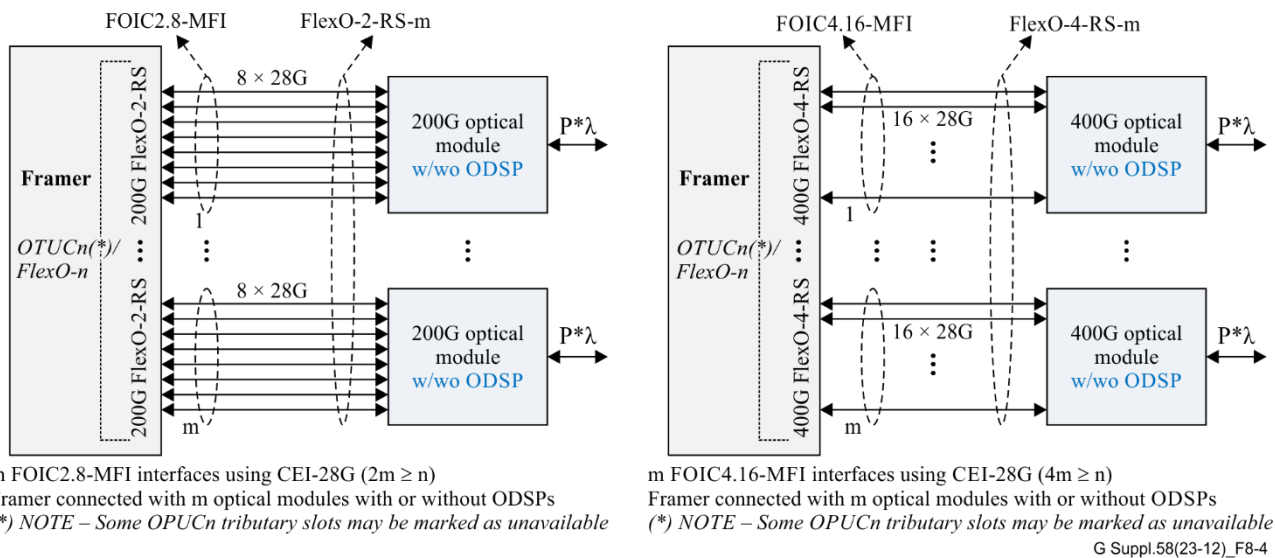 FOIC2.8-MFI
FlexO-2-RS-m
Framer
OTUCn(*)/
FlexO-n
200G FlexO-2-RS
8 × 28G
1
200G optical
module
w/wo ODSP
P*λ
200G FlexO-2-RS
8 × 28G
m
200G optical
module
w/wo ODSP
P*λ
m FOIC2.8-MFI interfaces using CEI-28G (2m ≥ n)
Framer connected with m optical modules with or without ODSPs
(*) NOTE – Some OPUCn tributary slots may be marked as unavailable
FOIC4.16-MFI
FlexO-4-RS-m
Framer
OTUCn(*)/
FlexO-n
400G FlexO-4-RS
16 × 28G
1
400G optical
module
w/wo ODSP
P*λ
400G FlexO-4-RS
16 × 28G
m
400G optical
module
w/wo ODSP
P*λ
m FOIC4.16-MFI interfaces using CEI-28G (4m ≥ n)
Framer connected with m optical modules with or without ODSPs
(*) NOTE – Some OPUCn tributary slots may be marked as unavailable
G Suppl.58(23-12)_F8-4